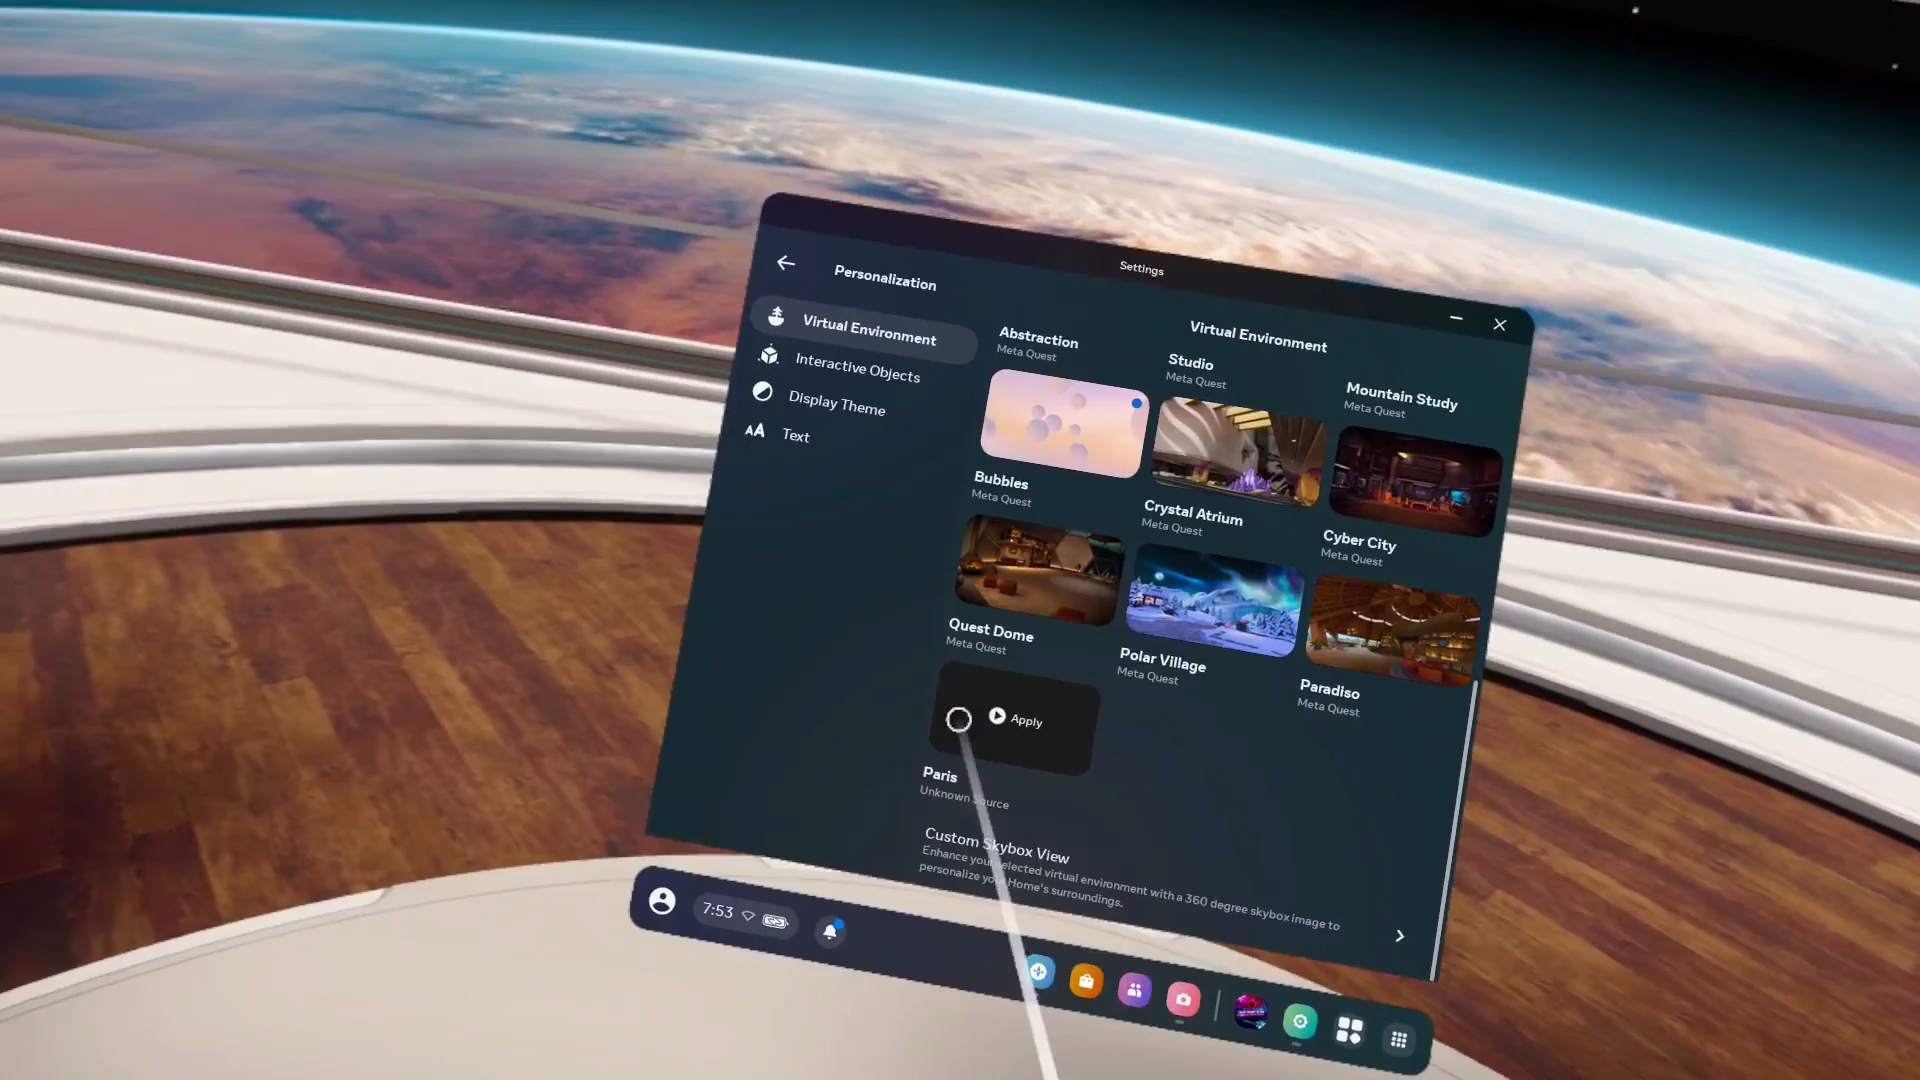 Settings
Personalization
Virtual Environment
Interactive Objects
Display Theme
AA Text
Virtual Environment
Abstraction
Meta Quest
Studio
Meta Quest
Mountain Study
Meta Quest
Bubbles
Meta Quest
Crystal Atrium
Meta Quest
Cyber City
Meta Quest
Quest Dome
Meta Quest
Polar Village
Meta Quest
Paradiso
Meta Quest
Apply
Paris
Unknown Source
Custom Skybox View
Enhance your selected virtual environment with a 360 degree skybox image to
personalize your Home's surroundings.
7:53